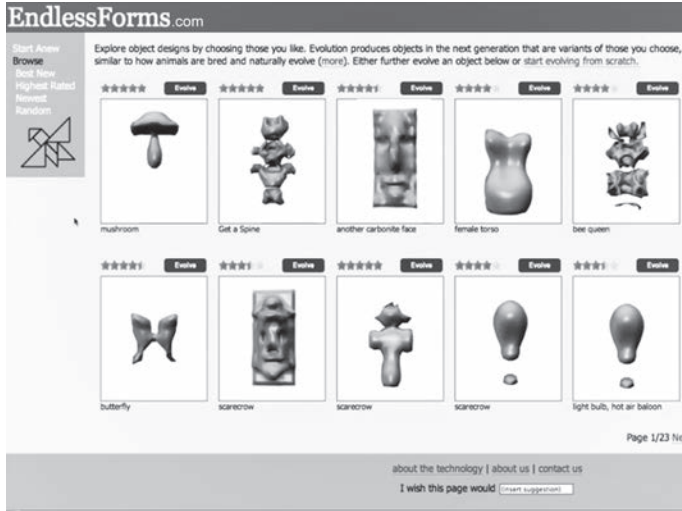 EndlessForms.com
Start Anew
Browse
Best New
Highest Rated
Newest
Random
Explore object designs by choosing those you like. Evolution produces objects in the next generation that are variants of those you choose,
similar to how animals are bred and naturally evolve (more). Either further evolve an object below or start evolving from scratch.
Evolve Evolve Evolve Evolve Evolve
mushroom Get a Spine another carbonite face female torso bee queen
Evolve Evolve Evolve Evolve Evolve
butterfly scarecrow scarecrow scarecrow light bulb, hot air baloon
Page 1/23 Ne
about the technology | about us | contact us
I wish this page would (insert suggestion)